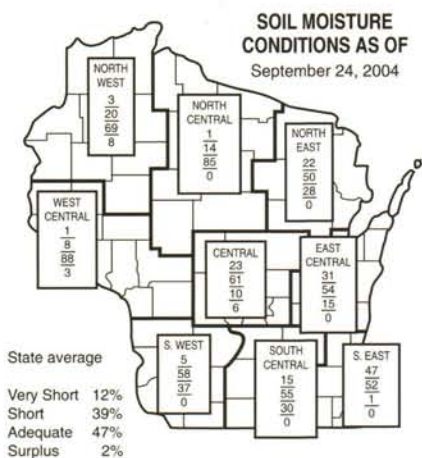 SOIL MOISTURE
CONDITIONS AS OF
September 24, 2004
NORTH
WEST
3
20
69
8
NORTH
CENTRAL
1
14
85
0
NORTH
EAST
22
50
28
0
WEST
CENTRAL
1
8
88
3
CENTRAL
23
61
10
6
EAST
CENTRAL
31
54
15
0
S. WEST
5
58
37
0
SOUTH
CENTRAL
15
55
30
0
S. EAST
47
52
1
0
State average
Very Short 12%
Short 39%
Adequate 47%
Surplus 2%